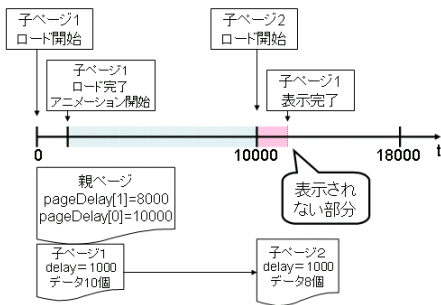 子ページ1
ロード開始
子ページ2
ロード開始
子ページ1
ロード完了
アニメーション開始
子ページ1
表示完了
0
10000
18000
t
親ページ
pageDelay[1]=8000
pageDelay[0]=10000
表示され
ない部分
子ページ1
delay=1000
データ10個
子ページ2
delay=1000
データ8個